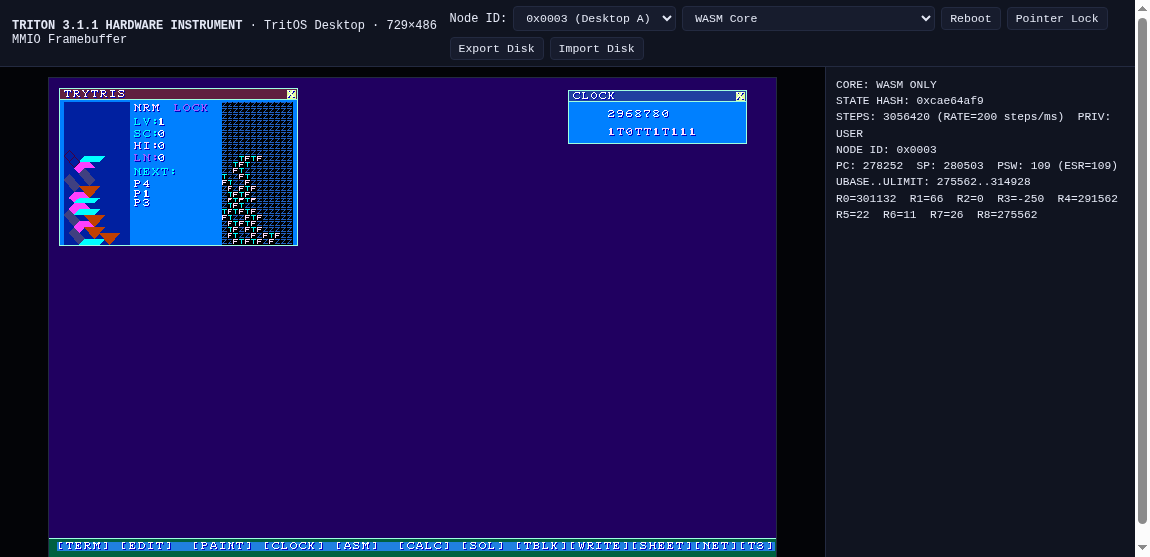 TRITON 3.1.1 HARDWARE INSTRUMENT · TritOS Desktop · 729×486
MMIO Framebuffer
Node ID: 0x0003 (Desktop A) WASM Core Reboot Pointer Lock
Export Disk Import Disk
TRYTRIS
NRM LOCK
LV:1
SC:0
HI:0
LN:0
NEXT:
P4
P1
P3
CLOCK
2968780
1T0TT1T111
[TERM] [EDIT] [PAINT] [CLOCK] [ASM] [CALC] [SOL] [TBLK][WRITE][SHEET][NET][T3]
CORE: WASM ONLY
STATE HASH: 0xcae64af9
STEPS: 3056420 (RATE=200 steps/ms) PRIV:
USER
NODE ID: 0x0003
PC: 278252 SP: 280503 PSW: 109 (ESR=109)
UBASE..ULIMIT: 275562..314928
R0=301132 R1=66 R2=0 R3=-250 R4=291562
R5=22 R6=11 R7=26 R8=275562